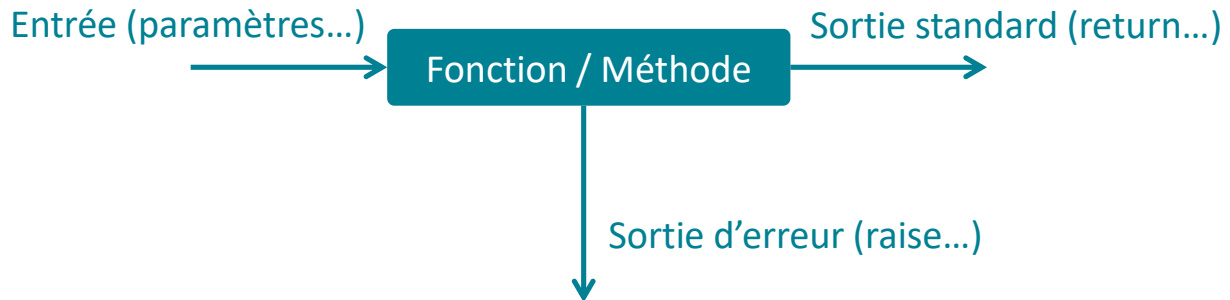 Entrée (paramètres…)
Sortie standard (return…)
Fonction / Méthode
Sortie d’erreur (raise…)